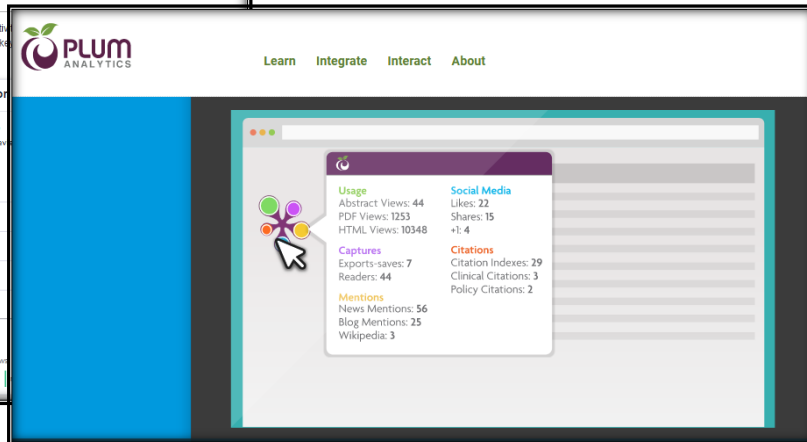 PLUM
ANALYTICS
Learn Integrate Interact About
Usage
Abstract Views: 44
PDF Views: 1253
HTML Views: 10348
Captures
Exports-saves: 7
Readers: 44
Mentions
News Mentions: 56
Blog Mentions: 25
Wikipedia: 3
Social Media
Likes: 22
Shares: 15
+1: 4
Citations
Citation Indexes: 29
Clinical Citations: 3
Policy Citations: 2